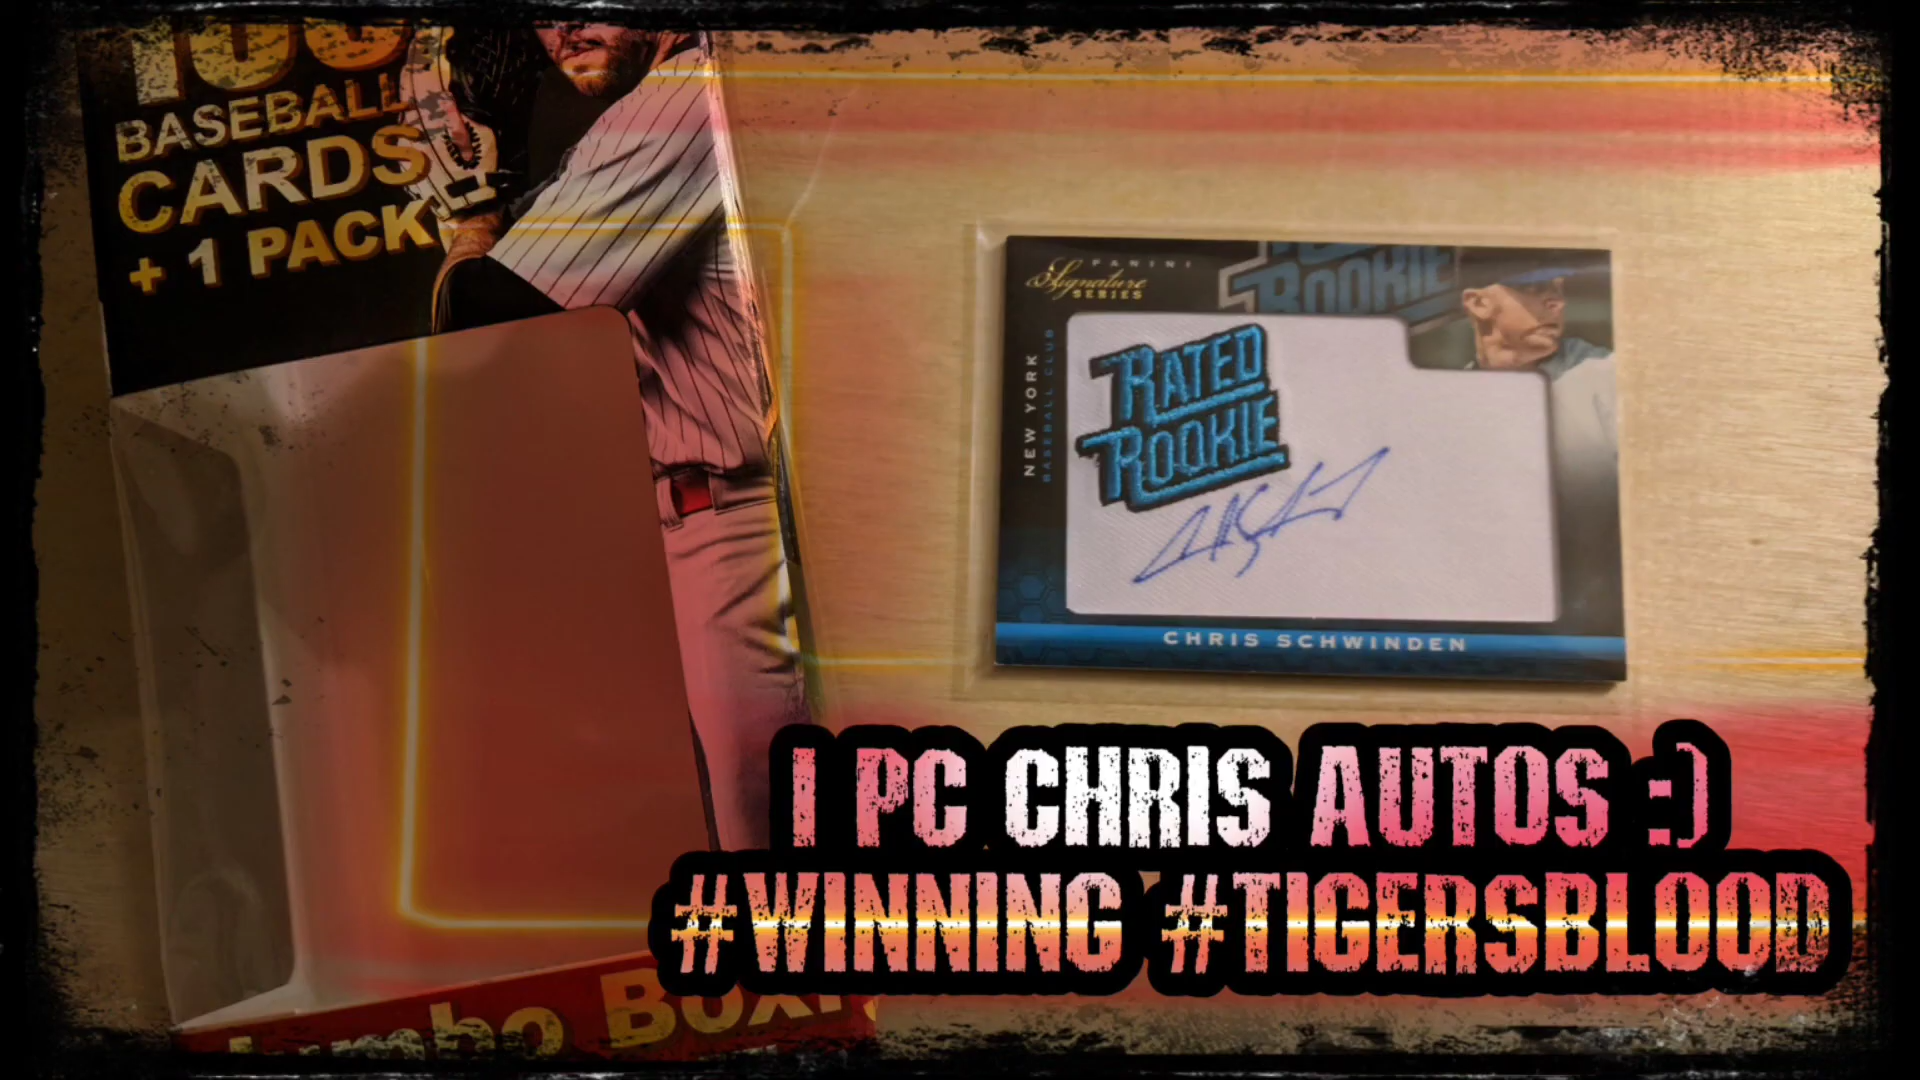 100
BASEBALL
CARDS
+ 1 PACK
PANINI
Signature
SERIES
ROOKIE
NEW YORK
BASEBALL CLUB
RATED
ROOKIE
CHRIS SCHWINDEN
I PC CHRIS AUTOS :)
#WINNING #TIGERSBLOOD
Jumbo Box!